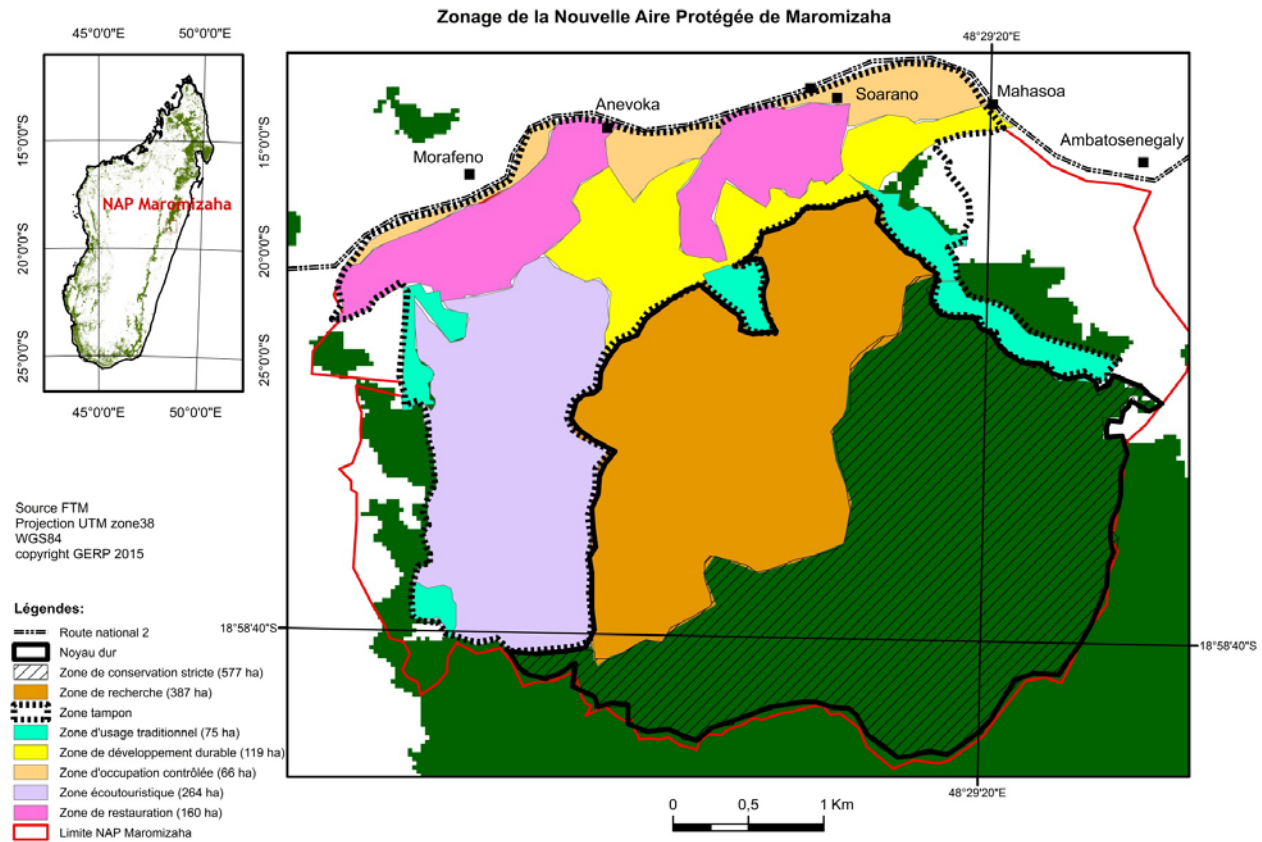 Zonage de la Nouvelle Aire Protégée de Maromizaha
45°0'0"E 50°0'0"E
48°29'20"E
15°0'0"S
20°0'0"S
25°0'0"S
NAP Maromizaha
45°0'0"E 50°0'0"E
15°0'0"S
20°0'0"S
25°0'0"S
Anevoka
Soarano
Mahasoa
Morafeno
Ambatosenegaly
Source FTM
Projection UTM zone38
WGS84
copyright GERP 2015
Légendes:
Route national 2
Noyau dur
Zone de conservation stricte (577 ha)
Zone de recherche (387 ha)
Zone tampon
Zone d'usage traditionnel (75 ha)
Zone de développement durable (119 ha)
Zone d'occupation contrôlée (66 ha)
Zone écoutouristique (264 ha)
Zone de restauration (160 ha)
Limite NAP Maromizaha
18°58'40"S
18°58'40"S
48°29'20"E
0 0,5 1 Km